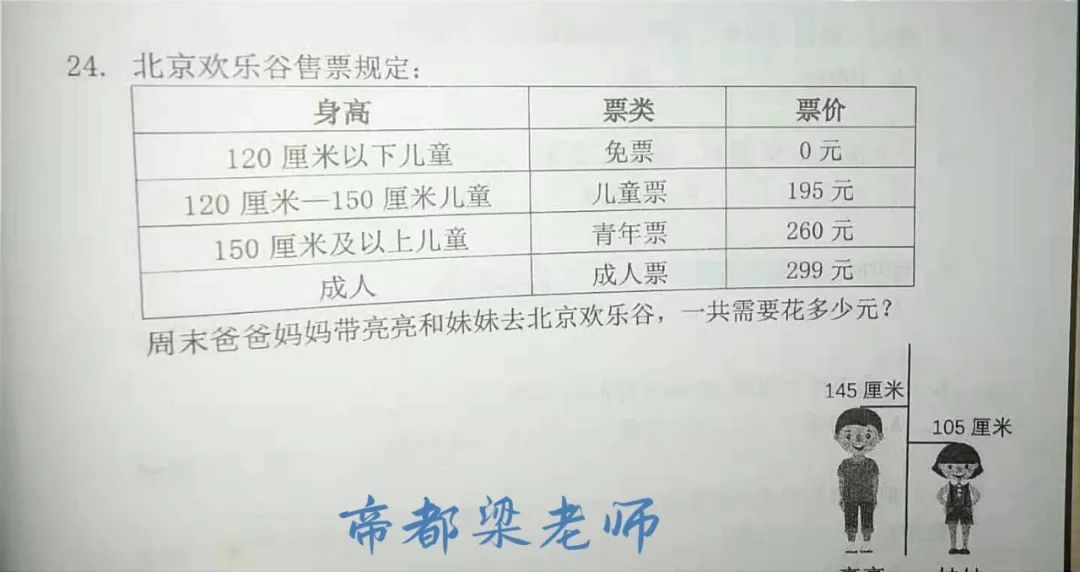 24. 北京欢乐谷售票规定：
身高 票类 票价
120 厘米以下儿童 免票 0 元
120 厘米—150 厘米儿童 儿童票 195 元
150 厘米及以上儿童 青年票 260 元
成人 成人票 299 元
周末爸爸妈妈带亮亮和妹妹去北京欢乐谷，一共需要花多少元？
145 厘米
105 厘米
帝都梁老师